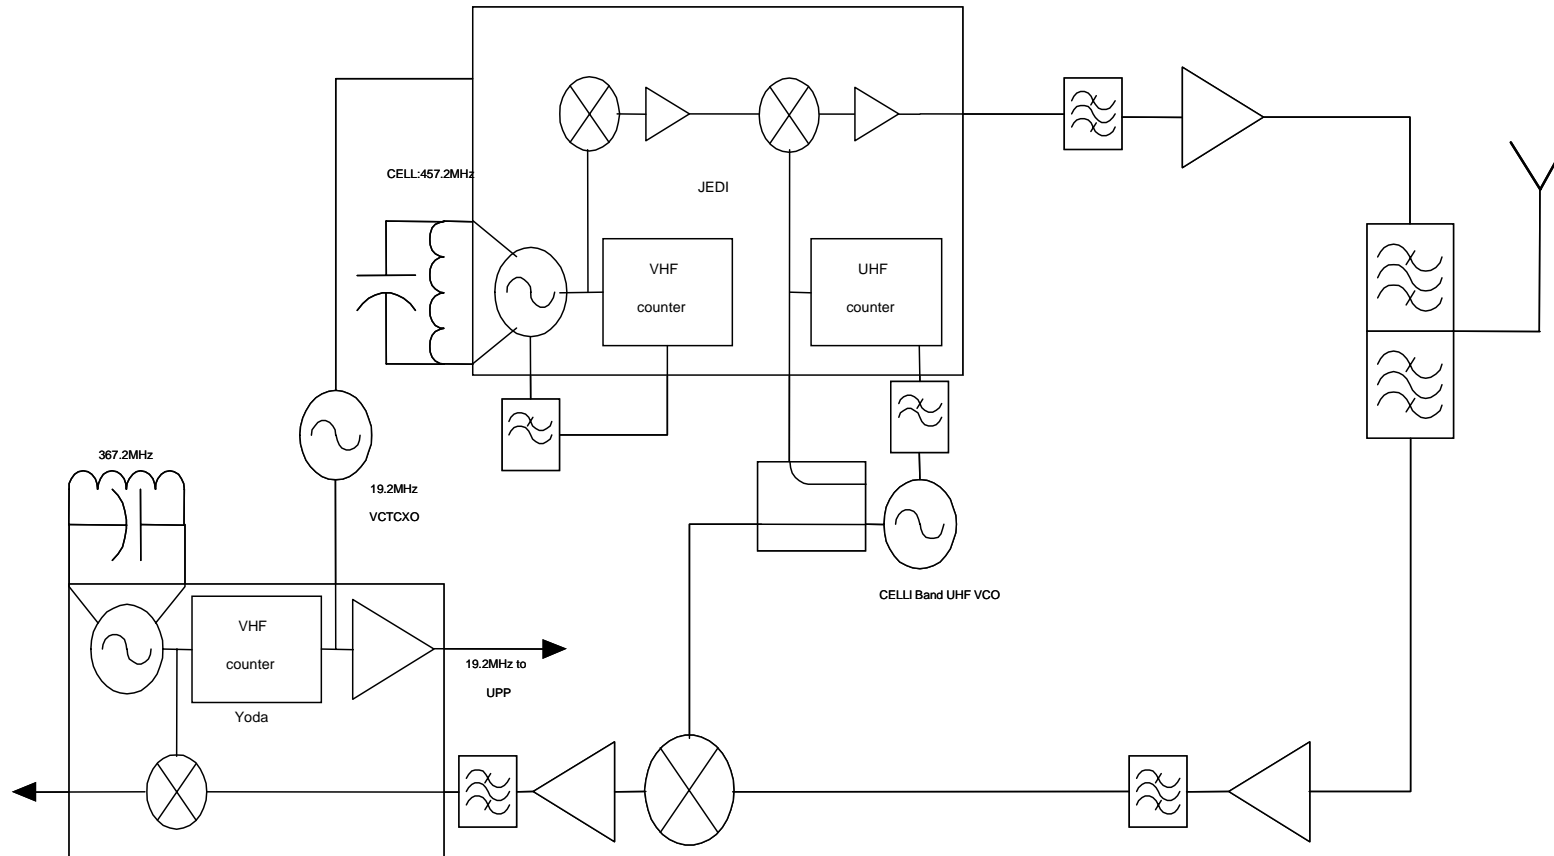 CELL:457.2MHz
JEDI
VHF
counter
UHF
counter
367.2MHz
19.2MHz
VCTCXO
CELLI Band UHF VCO
VHF
counter
Yoda
19.2MHz to
UPP